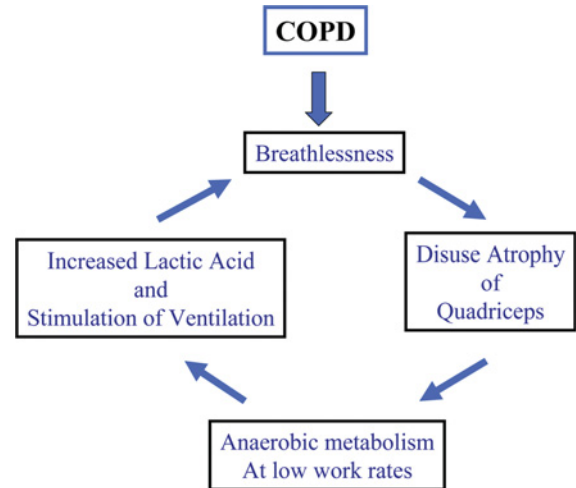 COPD
Breathlessness
Disuse Atrophy
of
Quadriceps
Anaerobic metabolism
At low work rates
Increased Lactic Acid
and
Stimulation of Ventilation